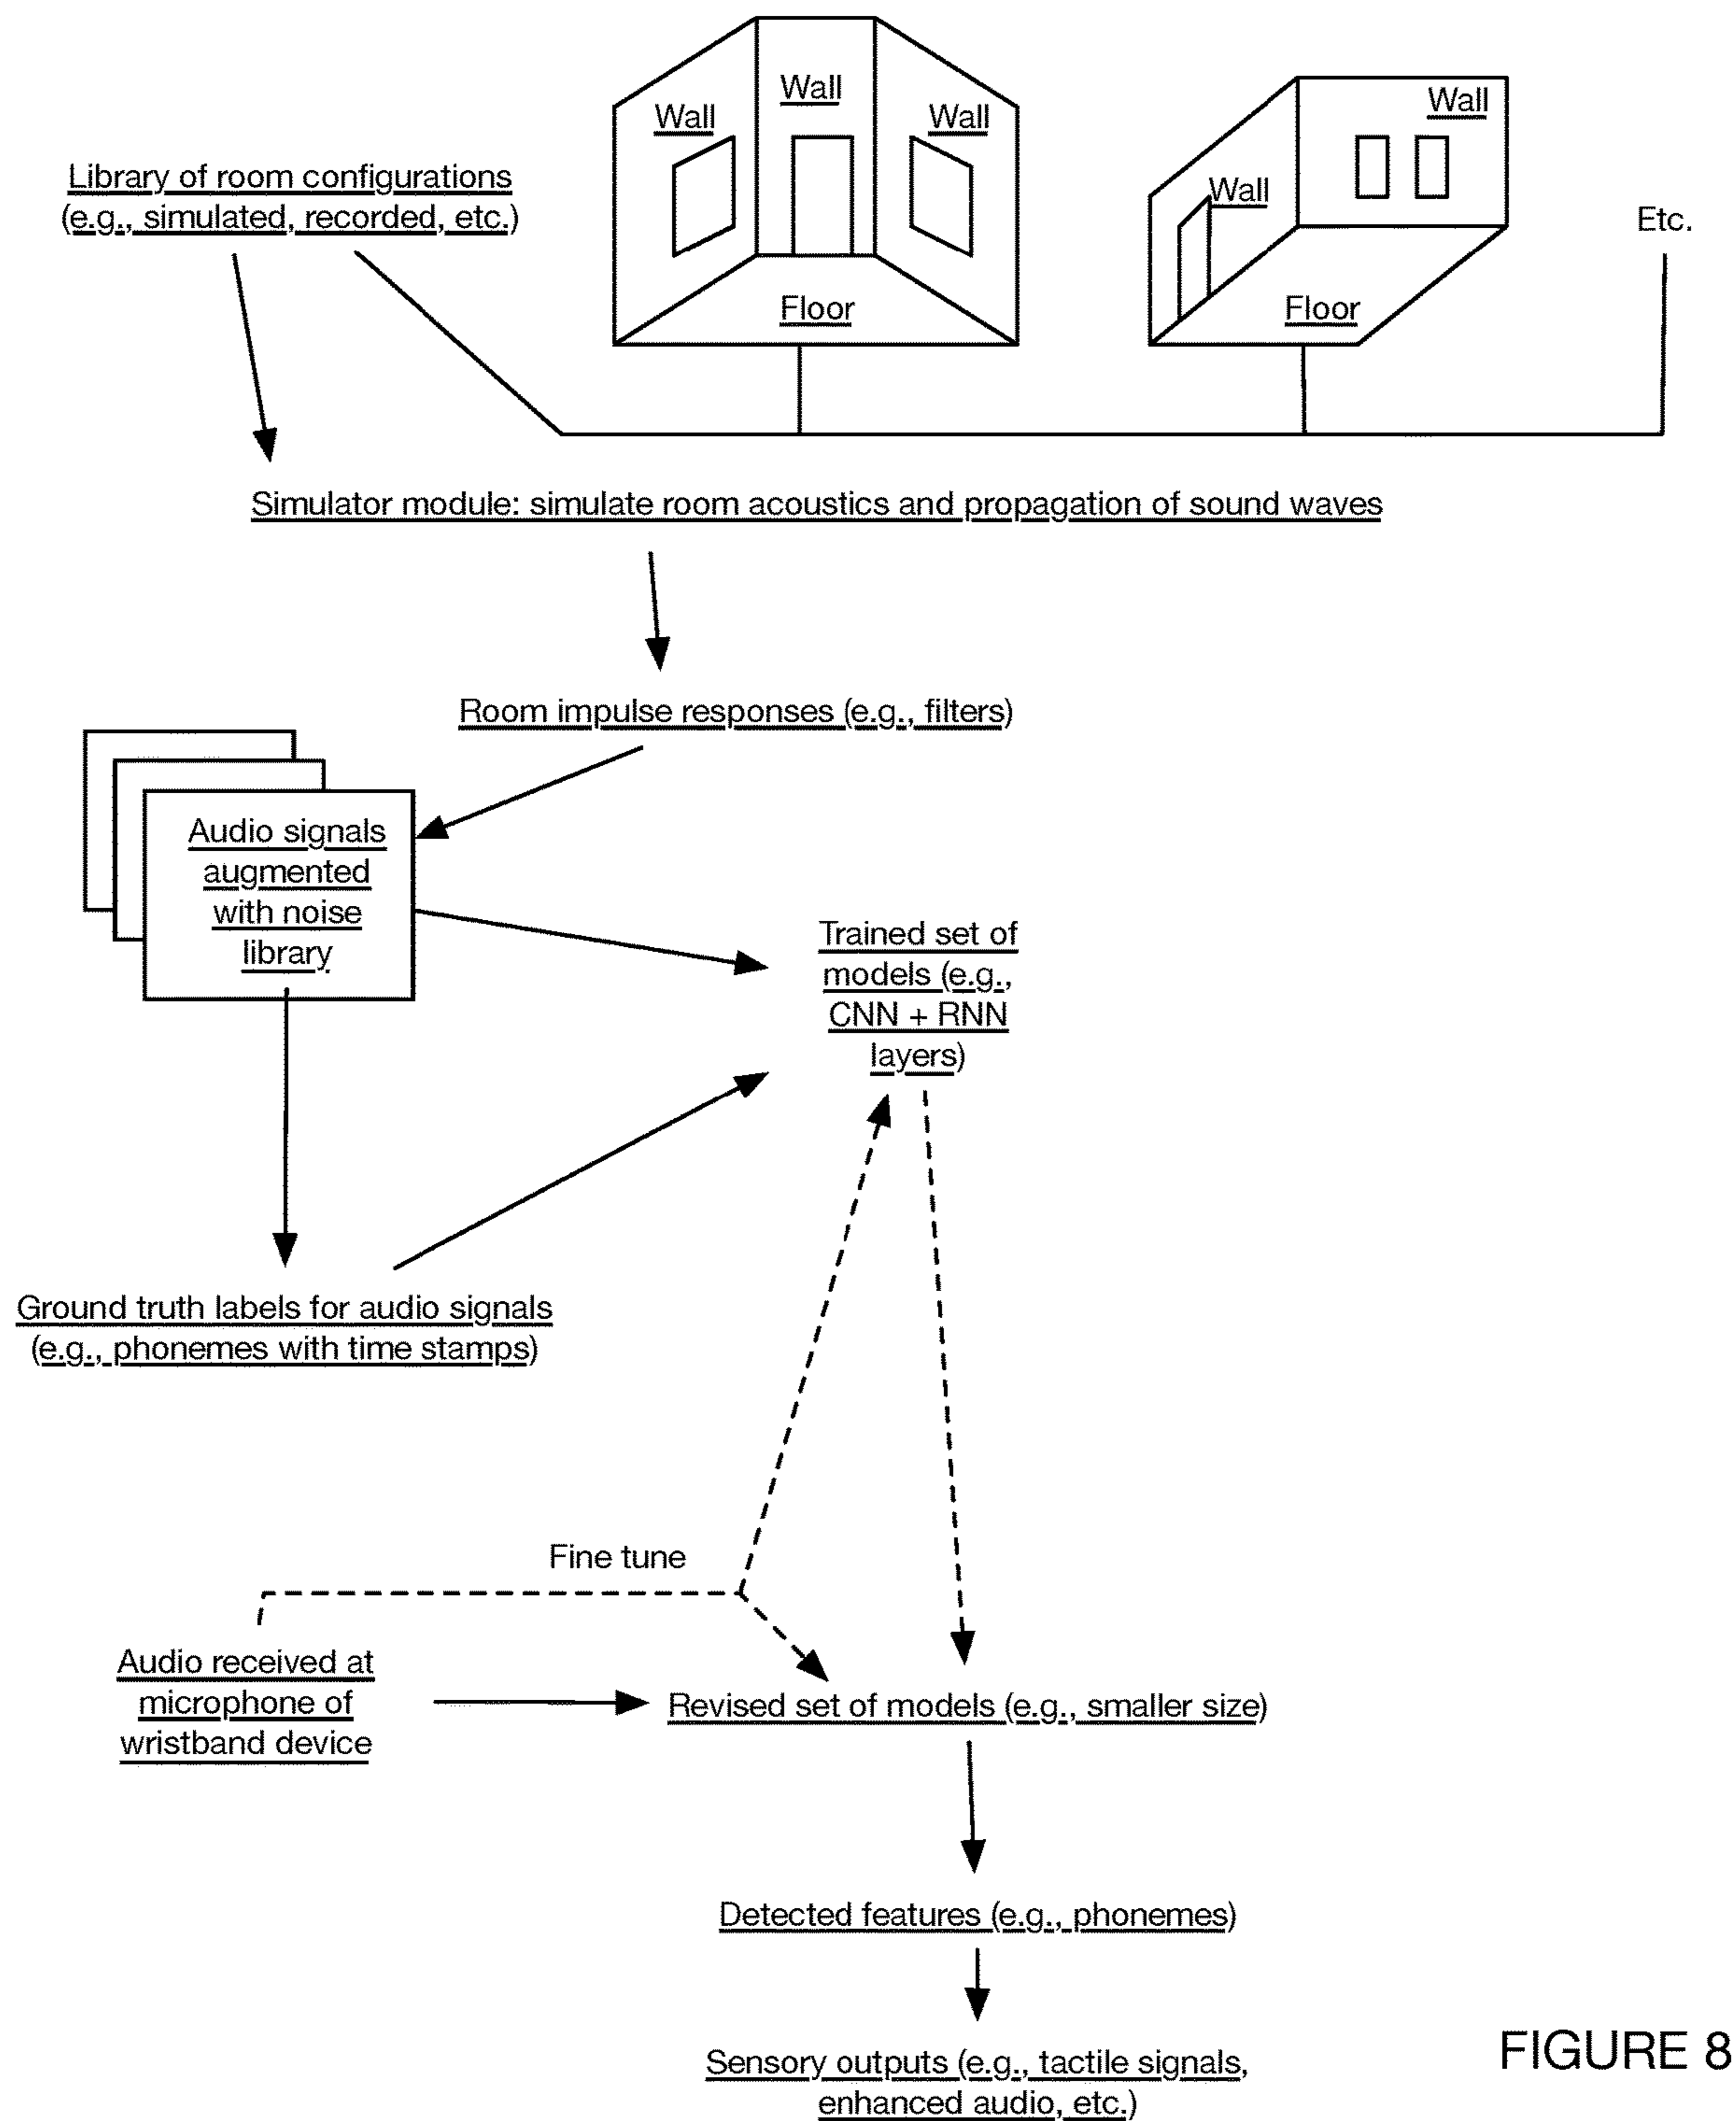 Wall
Wall
Wall
Wall
Wall
Library of room configurations
(e.g., simulated, recorded, etc.)
Etc.
Floor
Floor
Simulator module: simulate room acoustics and propagation of sound waves
Room impulse responses (e.g., filters)
Audio signals
augmented
with noise
library
Trained set of
models (e.g.,
CNN + RNN
layers)
Ground truth labels for audio signals
(e.g., phonemes with time stamps)
Fine tune
Audio received at
microphone of
wristband device
Revised set of models (e.g., smaller size)
Detected features (e.g., phonemes)
Sensory outputs (e.g., tactile signals,
enhanced audio, etc.)
FIGURE 8